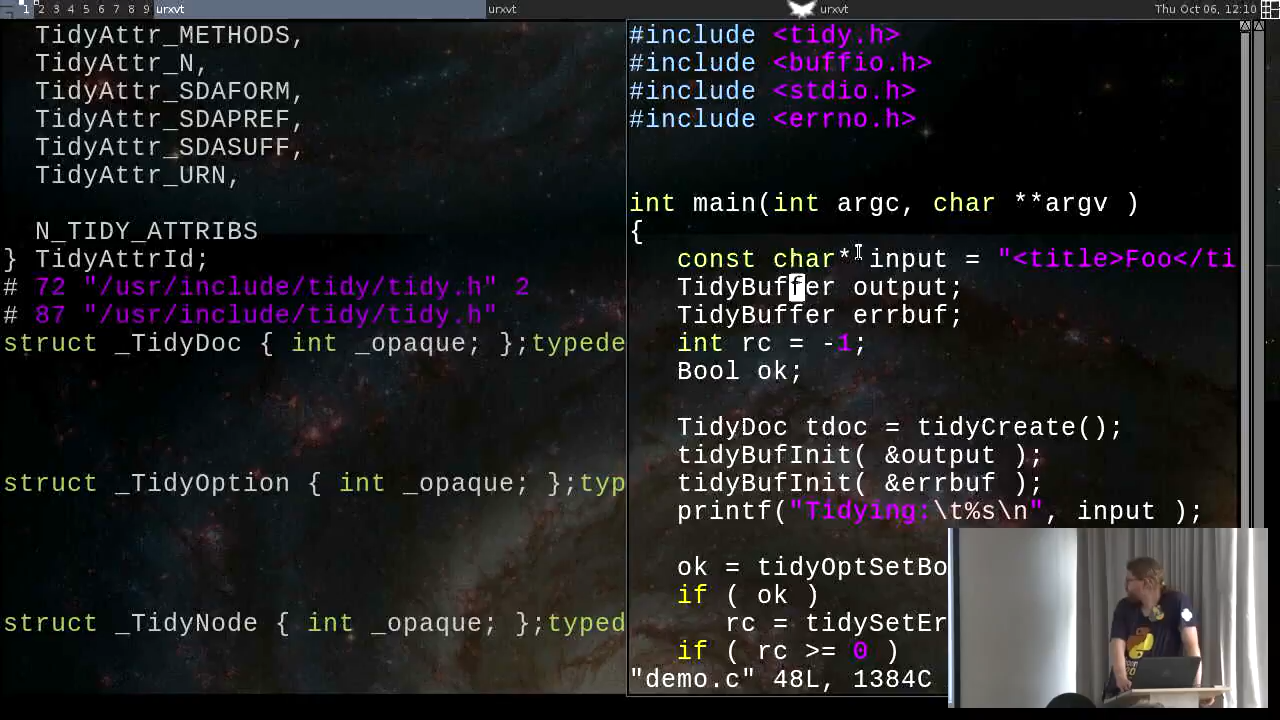 1 2 3 4 5 6 7 8 9 urxvt urxvt urxvt Thu Oct 06, 12:10
TidyAttr_METHODS,
TidyAttr_N,
TidyAttr_SDAFORM,
TidyAttr_SDAPREF,
TidyAttr_SDASUFF,
TidyAttr_URN,
N_TIDY_ATTRIBS
} TidyAttrId;
# 72 "/usr/include/tidy/tidy.h" 2
# 87 "/usr/include/tidy/tidy.h"
struct _TidyDoc { int _opaque; };typede
struct _TidyOption { int _opaque; };typ
struct _TidyNode { int _opaque; };typed
#include <tidy.h>
#include <buffio.h>
#include <stdio.h>
#include <errno.h>
int main(int argc, char **argv )
{
const char* input = "<title>Foo</ti
TidyBuffer output;
TidyBuffer errbuf;
int rc = -1;
Bool ok;
TidyDoc tdoc = tidyCreate();
tidyBufInit( &output );
tidyBufInit( &errbuf );
printf("Tidying:\t%s\n", input );
ok = tidyOptSetBo
if ( ok )
rc = tidySetEr
if ( rc >= 0 )
"demo.c" 48L, 1384C